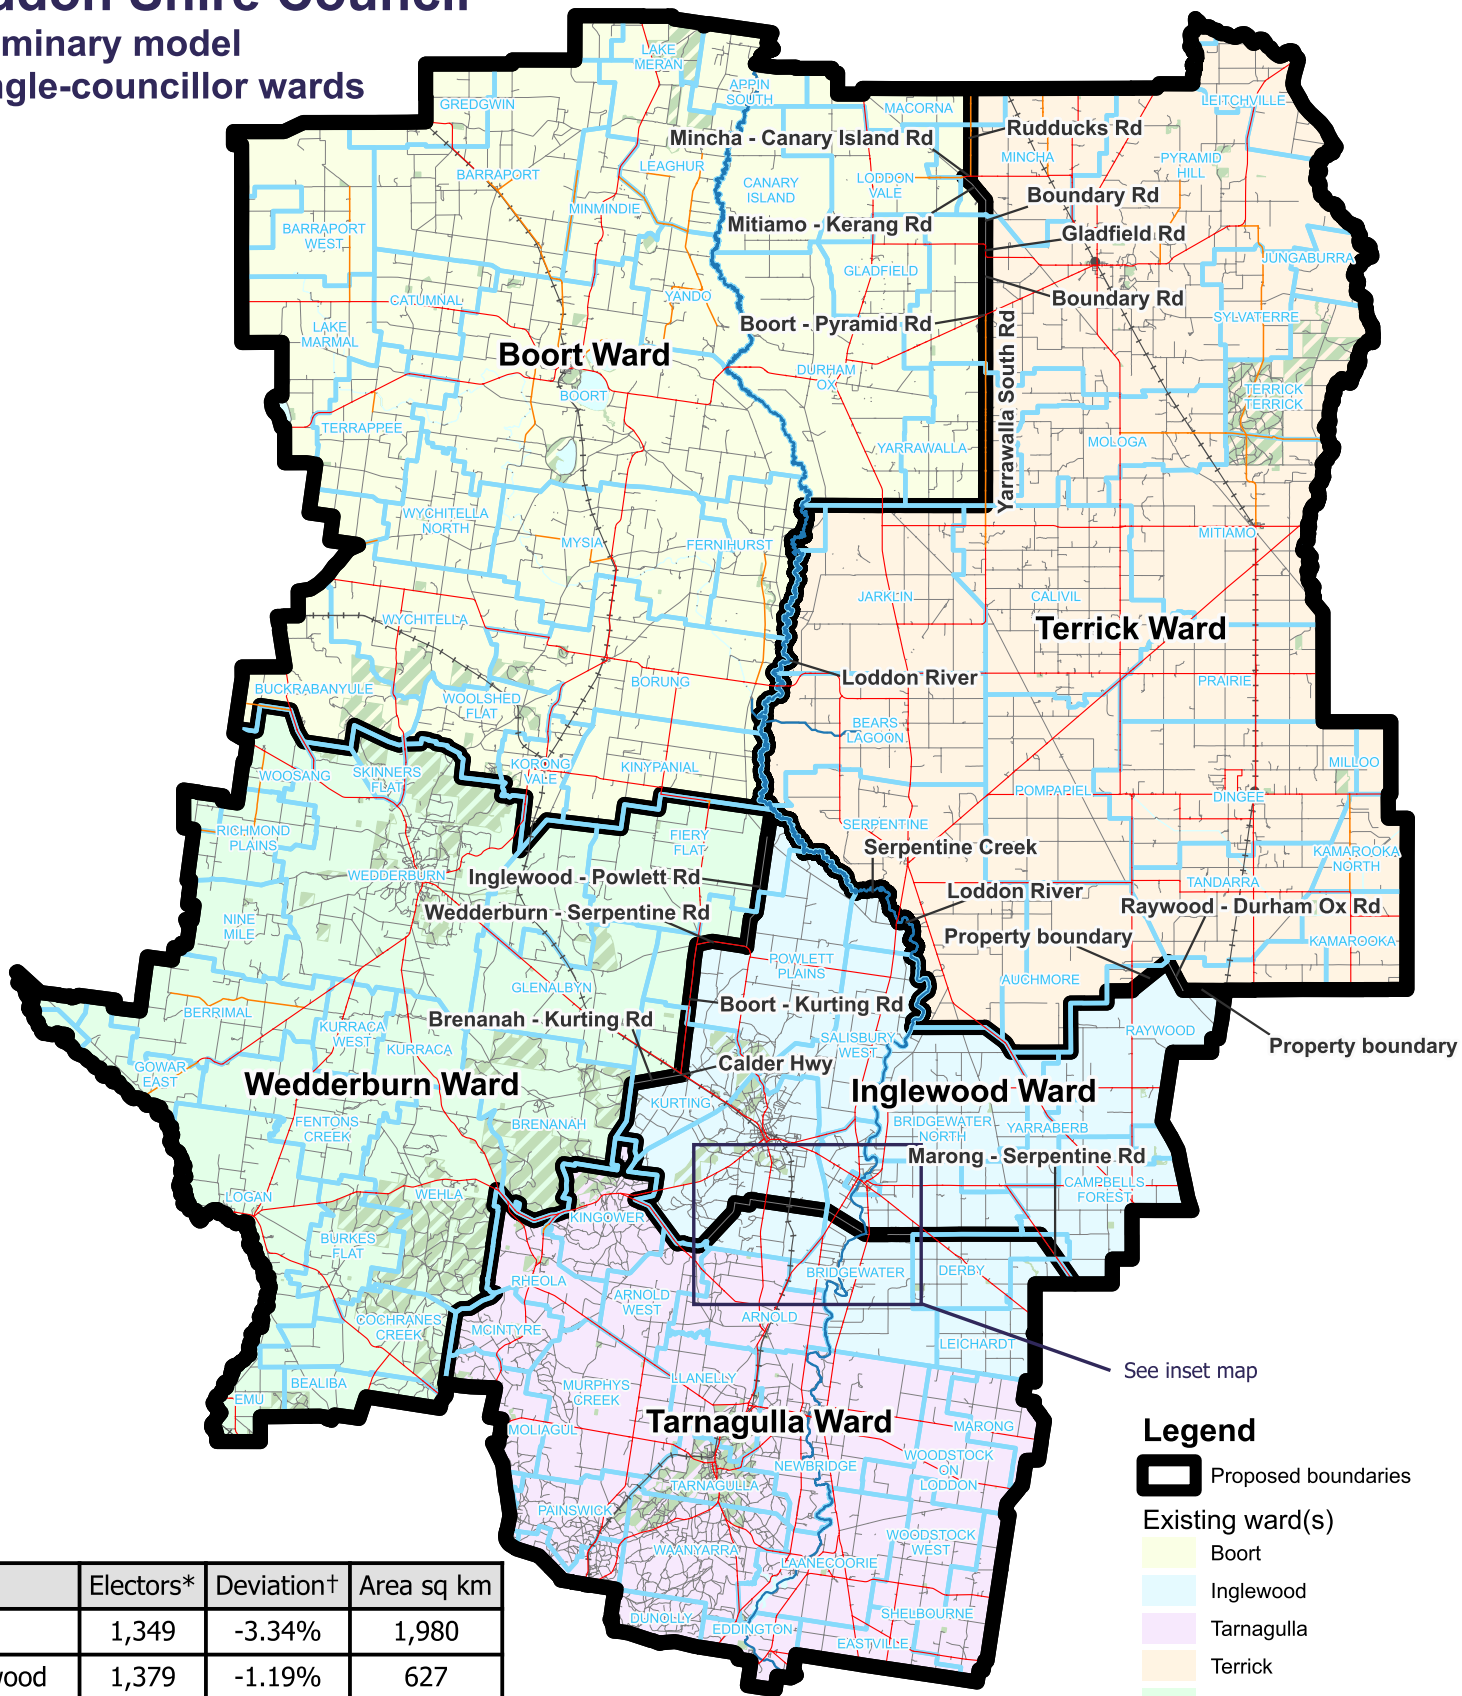 ddon Shire Council
minary model
ngle-councillor wards
LAKE
MERAN
APPIN
SOUTH
GREDGWIN
MACORNA
LEITCHVILLE
Mincha - Canary Island Rd
Rudducks Rd
MINCHA
PYRAMID
HILL
BARRAPORT
LEAGHUR
CANARY
ISLAND
LODDON
VALE
MINMINDIE
Boundary Rd
Mitiamo - Kerang Rd
BARRAPORT
WEST
Gladfield Rd
JUNGABURRA
GLADFIELD
CATUMNAL
YANDO
Boundary Rd
LAKE
MARMAL
Boort - Pyramid Rd
SYLVATERRE
Boort Ward
DURHAM
OX
BOORT
TERRICK
TERRICK
Yarrawalla South Rd
TERRAPPEE
YARRAWALLA
MOLOGA
WYCHITELLA
NORTH
MYSIA
FERNIHURST
MITIAMO
JARKLIN
CALIVIL
WYCHITELLA
Terrick Ward
Loddon River
BORUNG
PRAIRIE
BUCKRABANYULE
WOOLSHED
FLAT
BEARS
LAGOON
KORONG
VALE
KINYPANIAL
WOOSANG
SKINNERS
FLAT
MILLOO
POMPAPIEL
DINGEE
RICHMOND
PLAINS
FIERY
FLAT
SERPENTINE
Serpentine Creek
KAMAROOKA
NORTH
WEDDERBURN
Inglewood - Powlett Rd
Loddon River
TANDARRA
Wedderburn - Serpentine Rd
Raywood - Durham Ox Rd
NINE
MILE
Property boundary
KAMAROOKA
POWLETT
PLAINS
AUCHMORE
GLENALBYN
Boort - Kurting Rd
BERRIMAL
Brenanah - Kurting Rd
KURRACA
WEST
KURRACA
SALISBURY
WEST
RAYWOOD
Property boundary
GOWAR
EAST
Calder Hwy
Wedderburn Ward
Inglewood Ward
KURTING
FENTONS
CREEK
BRENANAH
BRIDGEWATER
NORTH
YARRABERB
Marong - Serpentine Rd
LOGAN
WEHLA
CAMPBELLS
FOREST
KINGOWER
BURKES
FLAT
BRIDGEWATER
DERBY
RHEOLA
ARNOLD
WEST
ARNOLD
COCHRANES
CREEK
MCINTYRE
LEICHARDT
See inset map
BEALIBA
MURPHYS
CREEK
LLANELLY
EMU
Tarnagulla Ward
MOLIAGUL
MARONG
NEWBRIDGE
WOODSTOCK
ON
LODDON
TARNAGULLA
PAINSWICK
WOODSTOCK
WEST
WAANYARRA
LAANECOORIE
DUNOLLY
EDDINGTON
SHELBOURNE
EASTVILLE
Legend
Proposed boundaries
Existing ward(s)
Boort
Inglewood
Tarnagulla
Terrick
Electors* Deviation† Area sq km
1,349 -3.34% 1,980
wood 1,379 -1.19% 627